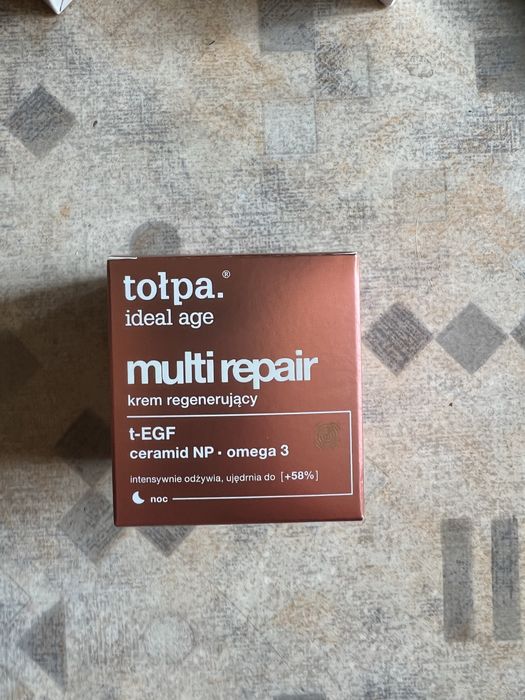 tołpa.®
ideal age
multi repair
krem regenerujący
t-EGF
ceramid NP • omega 3
intensywnie odżywia, ujędrnia do [+58%]
noc